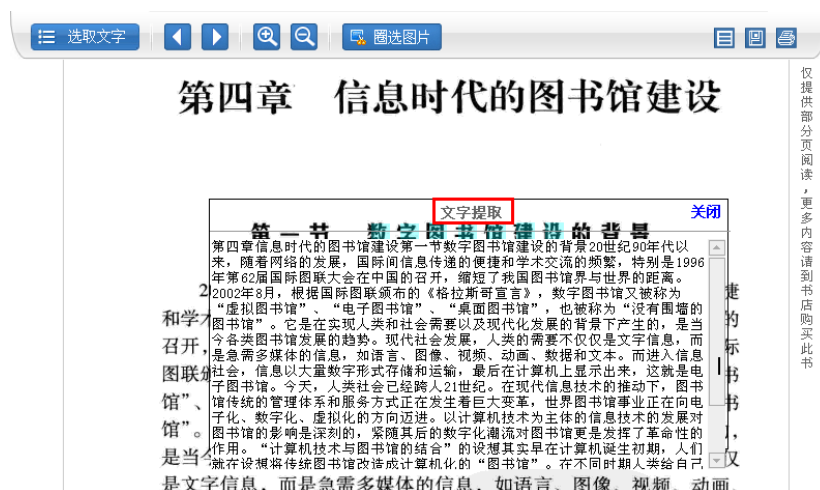 选取文字
圈选图片
第四章 信息时代的图书馆建设
文字提取
关闭
第一节 数字图书馆建设的背景
第四章信息时代的图书馆建设第一节数字图书馆建设的背景20世纪90年代以
来，随着网络的发展，国际间信息传递的便捷和学术交流的频繁，特别是1996
年第62届国际图联大会在中国的召开，缩短了我国图书馆界与世界的距离。
2002年8月，根据国际图联颁布的《格拉斯哥宣言》，数字图书馆又被称为
“虚拟图书馆”、“电子图书馆”、“桌面图书馆”，也被称为“没有围墙的
图书馆”。它是在实现人类和社会需要以及现代化发展的背景下产生的，是当
今各类图书馆发展的趋势。现代社会发展，人类的需要不仅仅是文字信息，而
是急需多媒体的信息，如语言、图像、视频、动画、数据和文本。而进入信息
社会，信息以大量数字形式存储和运输，最后在计算机上显示出来，这就是电
子图书馆。今天，人类社会已经跨人21世纪。在现代信息技术的推动下，图书
馆传统的管理体系和服务方式正在发生着巨大变革，世界图书馆事业正在向电
子化、数字化、虚拟化的方向迈进。以计算机技术为主体的信息技术的发展对
图书馆的影响是深刻的，紧随其后的数字化潮流对图书馆更是发挥了革命性的
作用。“计算机技术与图书馆的结合”的设想其实早在计算机诞生初期，人们
就在设想将传统图书馆改造成计算机化的“图书馆”。在不同时期人类给自己
2
捷
和学术
的
召开，
际
图联颁
书
馆”、
书
馆”。
，
是当今
仅
是文字信息，而是急需多媒体的信息，如语言、图像、视频、动画、
仅提供部分页阅读，更多内容请到书店购买此书